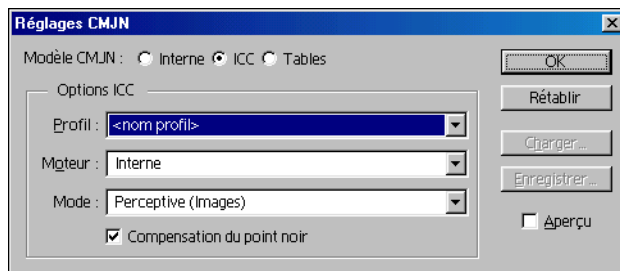 Réglages CMJN
Modèle CMJN : Interne ICC Tables
Options ICC
Profil : <nom profil>
Moteur : Interne
Mode : Perceptive (Images)
Compensation du point noir
OK
Rétablir
Charger...
Enregistrer...
Aperçu